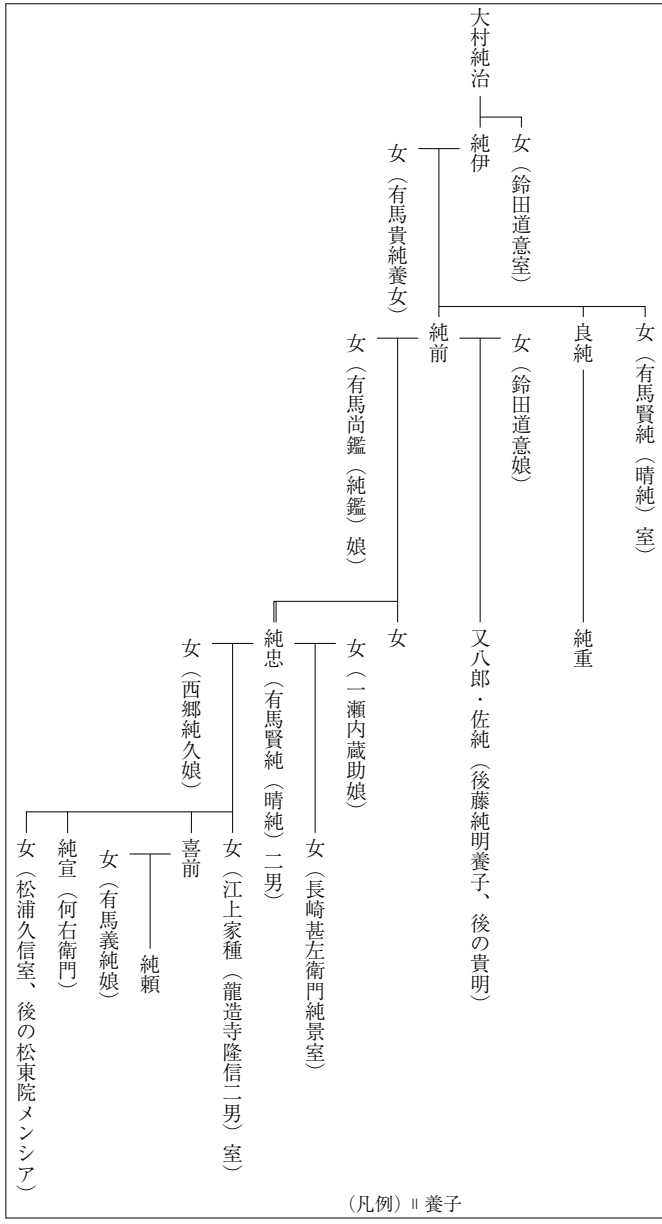 大村純治
女（鈴田道意室）
純伊
女（有馬貴純養女）
女（有馬賢純（晴純）室）
良純
女（鈴田道意娘）
純前
女（有馬尚鑑（純鑑）娘）
純重
又八郎・佐純（後藤純明養子、後の貴明）
女
女（一瀬内蔵助娘）
純忠（有馬賢純（晴純）二男）
女（西郷純久娘）
女（長崎甚左衛門純景室）
女（江上家種（龍造寺隆信二男）室）
喜前
女（有馬義純娘）
純宣（何右衛門）
女（松浦久信室、後の松東院メンシア）
純頼
（凡例）‖養子